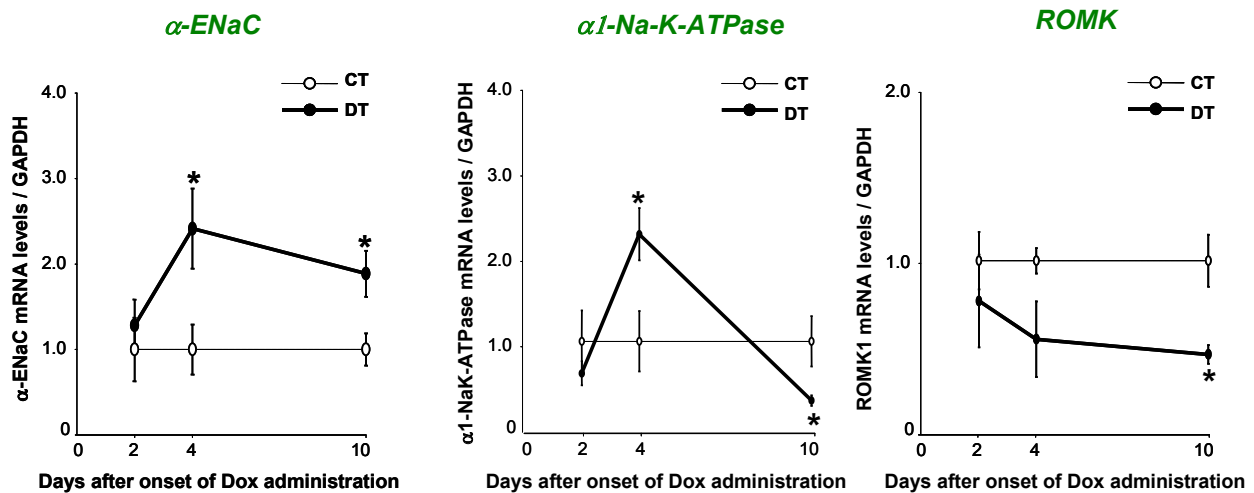 α-ENaC
CT
DT
4.0
3.0
2.0
1.0
0
α-ENaC mRNA levels / GAPDH
*
*
0
2
4
10
Days after onset of Dox administration
α1-Na-K-ATPase
CT
DT
4.0
3.0
2.0
1.0
0
α1-NaK-ATPase mRNA levels / GAPDH
*
*
0
2
4
10
Days after onset of Dox administration
ROMK
CT
DT
2.0
1.0
0
ROMK1 mRNA levels / GAPDH
*
0
2
4
10
Days after onset of Dox administration